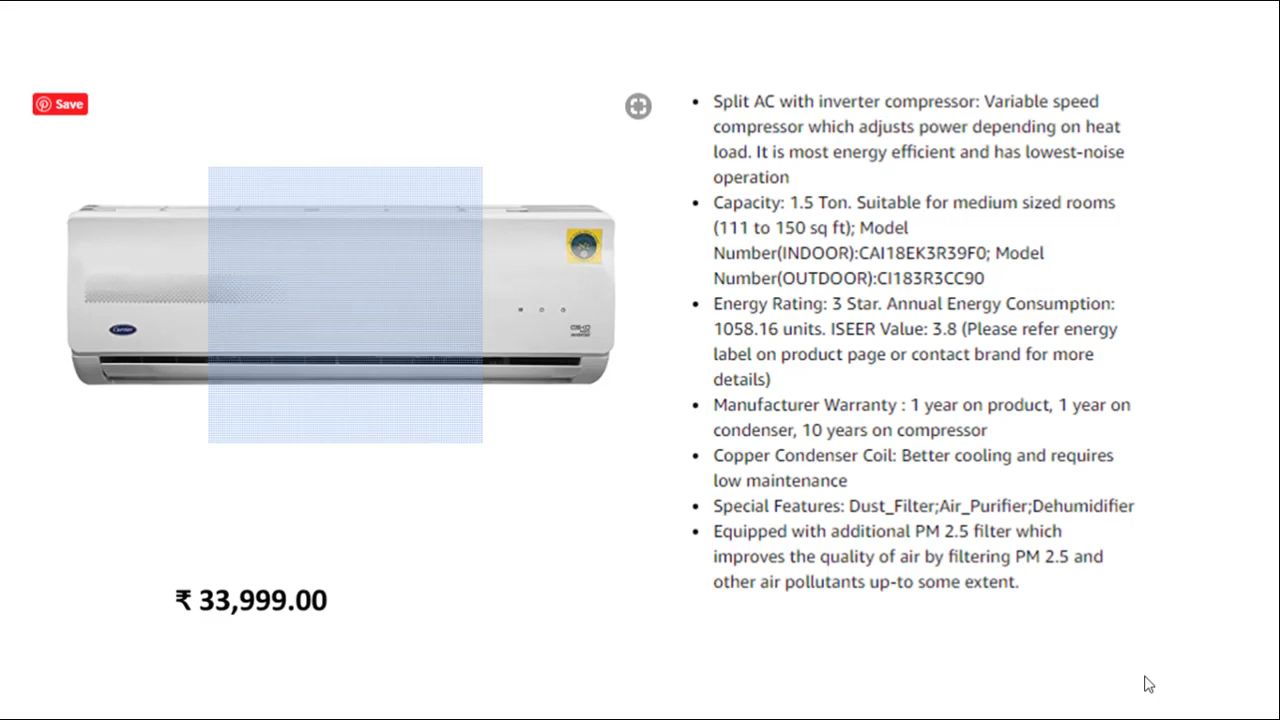 Save
Carrier
₹ 33,999.00
• Split AC with inverter compressor: Variable speed
compressor which adjusts power depending on heat
load. It is most energy efficient and has lowest-noise
operation
• Capacity: 1.5 Ton. Suitable for medium sized rooms
(111 to 150 sq ft); Model
Number(INDOOR):CAI18EK3R39F0; Model
Number(OUTDOOR):CI183R3CC90
• Energy Rating: 3 Star. Annual Energy Consumption:
1058.16 units. ISEER Value: 3.8 (Please refer energy
label on product page or contact brand for more
details)
• Manufacturer Warranty : 1 year on product, 1 year on
condenser, 10 years on compressor
• Copper Condenser Coil: Better cooling and requires
low maintenance
• Special Features: Dust_Filter;Air_Purifier;Dehumidifier
• Equipped with additional PM 2.5 filter which
improves the quality of air by filtering PM 2.5 and
other air pollutants up-to some extent.